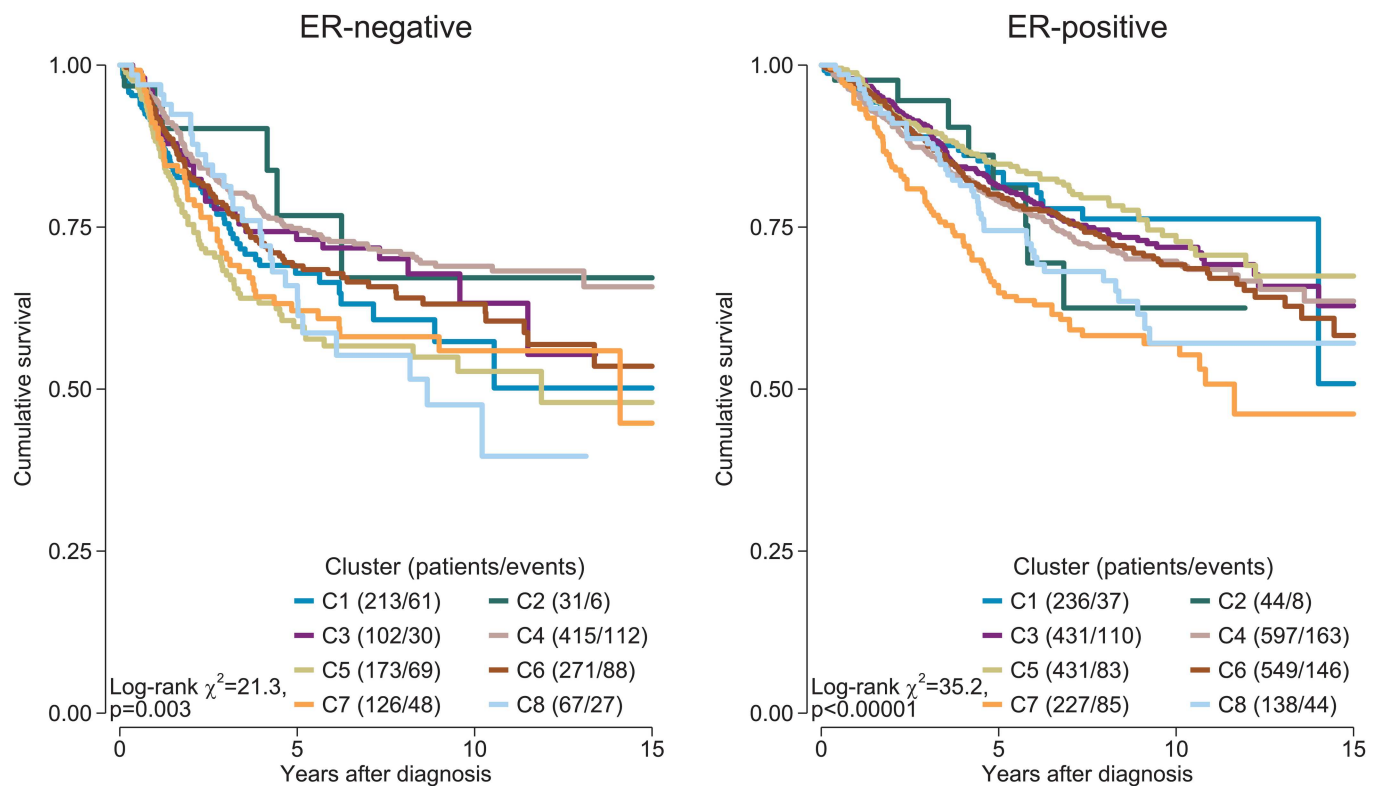 ER-negative
1.00
0.75
0.50
0.25
0.00
Cumulative survival
Cluster (patients/events)
C1 (213/61) C2 (31/6)
C3 (102/30) C4 (415/112)
C5 (173/69) C6 (271/88)
C7 (126/48) C8 (67/27)
Log-rank χ²=21.3,
p=0.003
0 5 10 15
Years after diagnosis
ER-positive
1.00
0.75
0.50
0.25
0.00
Cumulative survival
Cluster (patients/events)
C1 (236/37) C2 (44/8)
C3 (431/110) C4 (597/163)
C5 (431/83) C6 (549/146)
C7 (227/85) C8 (138/44)
Log-rank χ²=35.2,
p<0.00001
0 5 10 15
Years after diagnosis